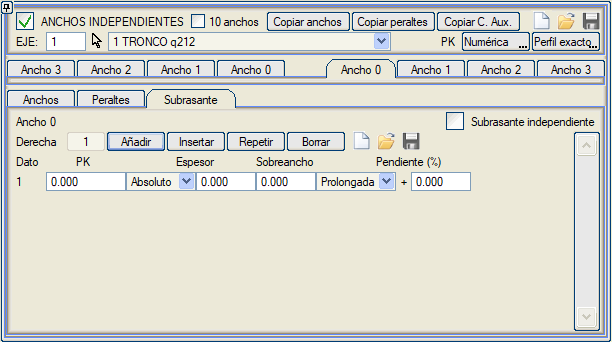 ANCHOS INDEPENDIENTES 10 anchos Copiar anchos Copiar peraltes Copiar C. Aux.
EJE: 1 1 TRONCO q212 PK Numérica ... Perfil exacto...
Ancho 3 Ancho 2 Ancho 1 Ancho 0 Ancho 0 Ancho 1 Ancho 2 Ancho 3
Anchos Peraltes Subrasante
Ancho 0 Subrasante independiente
Derecha 1 Añadir Insertar Repetir Borrar
Dato PK Espesor Sobreancho Pendiente (%)
1 0.000 Absoluto 0.000 0.000 Prolongada + 0.000